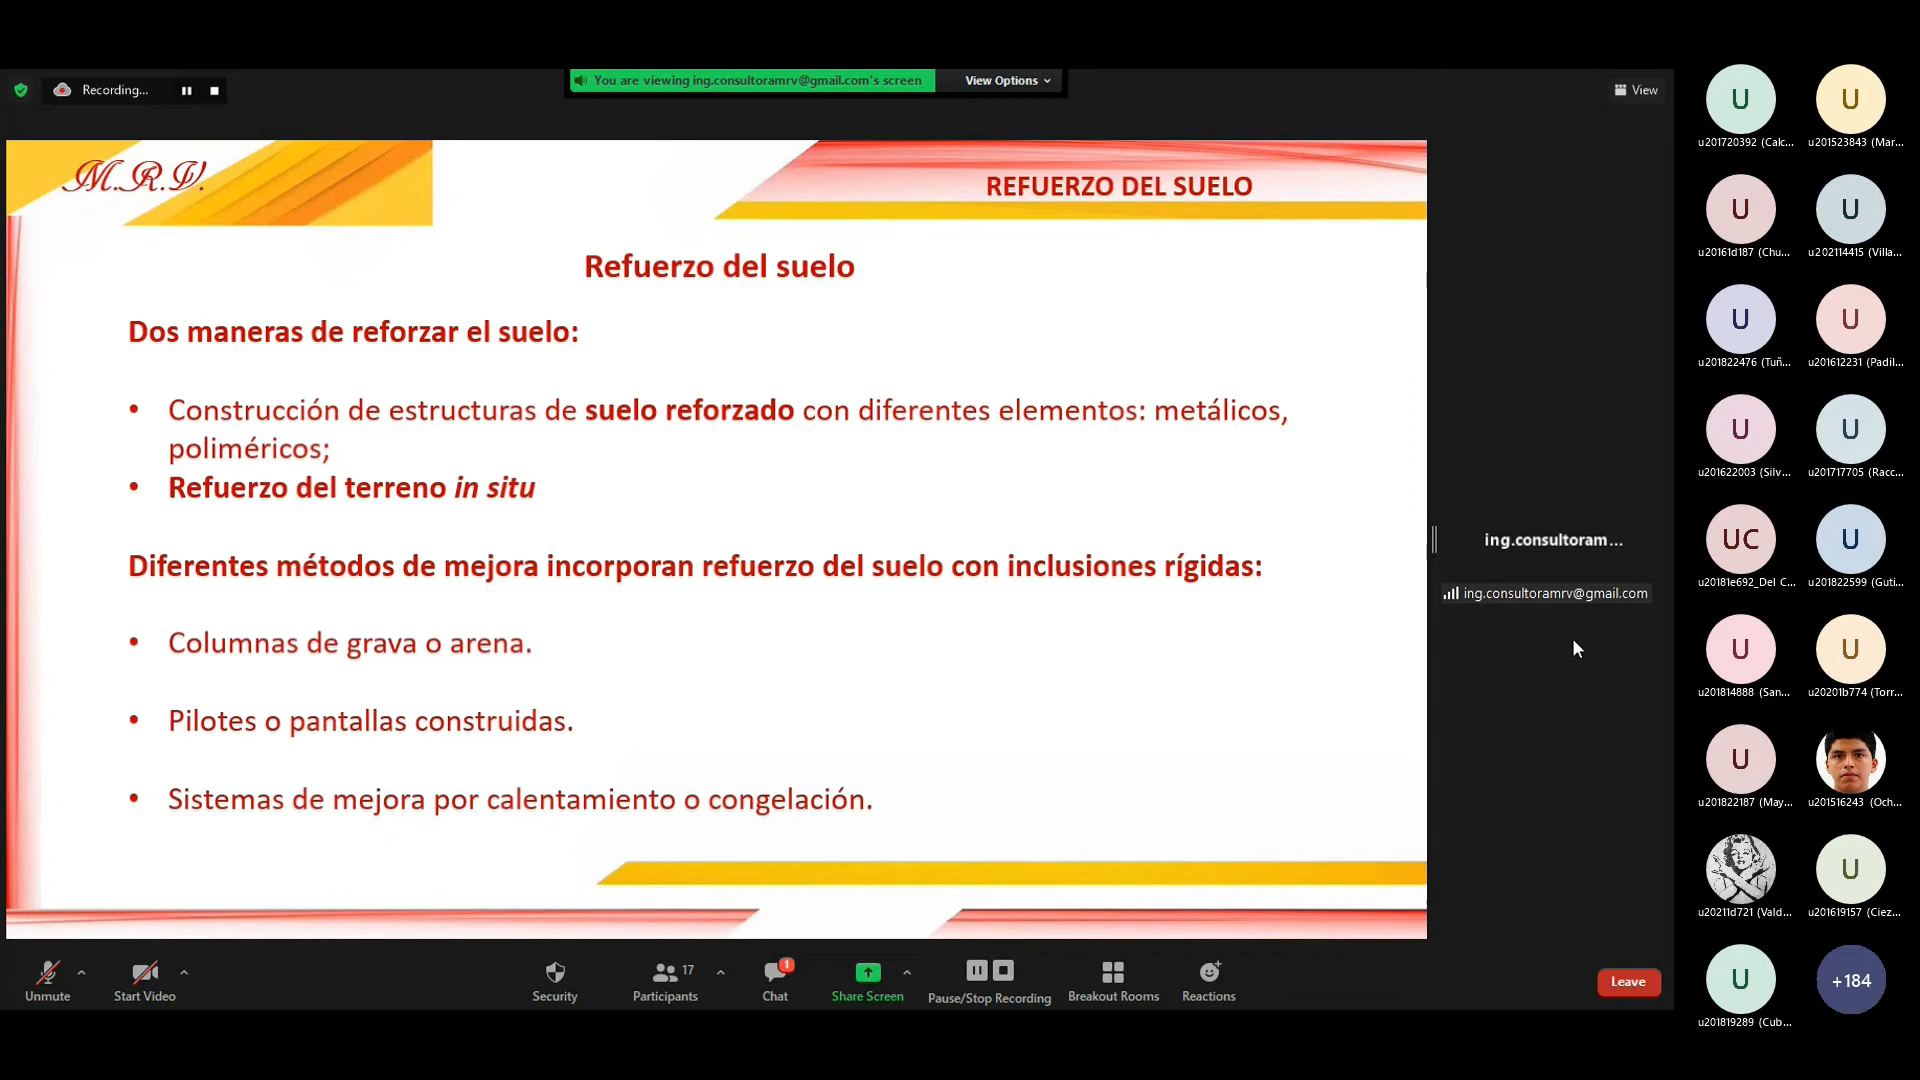 Recording...
You are viewing ing.consultoramrv@gmail.com's screen
View Options
View
M.R.V.
REFUERZO DEL SUELO
Refuerzo del suelo
Dos maneras de reforzar el suelo:
• Construcción de estructuras de suelo reforzado con diferentes elementos: metálicos,
poliméricos;
• Refuerzo del terreno in situ
Diferentes métodos de mejora incorporan refuerzo del suelo con inclusiones rígidas:
• Columnas de grava o arena.
• Pilotes o pantallas construidas.
• Sistemas de mejora por calentamiento o congelación.
ing.consultoram...
ing.consultoramrv@gmail.com
Unmute
Start Video
Security
Participants 17
Chat 1
Share Screen
Pause/Stop Recording
Breakout Rooms
Reactions
Leave
U U
u201720392 (Calc... u201523843 (Mar...
U U
u20161d187 (Chu... u202114415 (Villa...
U U
u201822476 (Tuñ... u201612231 (Padil...
U U
u201622003 (Silv... u201717705 (Racc...
UC U
u20181e692_Del C... u201822599 (Guti...
U U
u201814888 (San... u20201b774 (Torr...
U
u201822187 (May... u201516243 (Och...
U
u20211d721 (Vald... u201619157 (Ciez...
U +184
u201819289 (Cub...